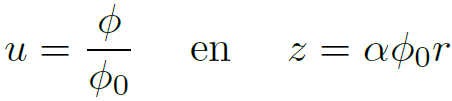 u = ϕ/ϕ₀ en z = αϕ₀r